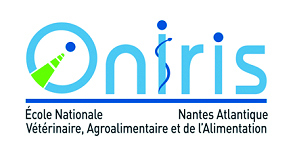 Oniris
École Nationale Nantes Atlantique
Vétérinaire, Agroalimentaire et de l'Alimentation